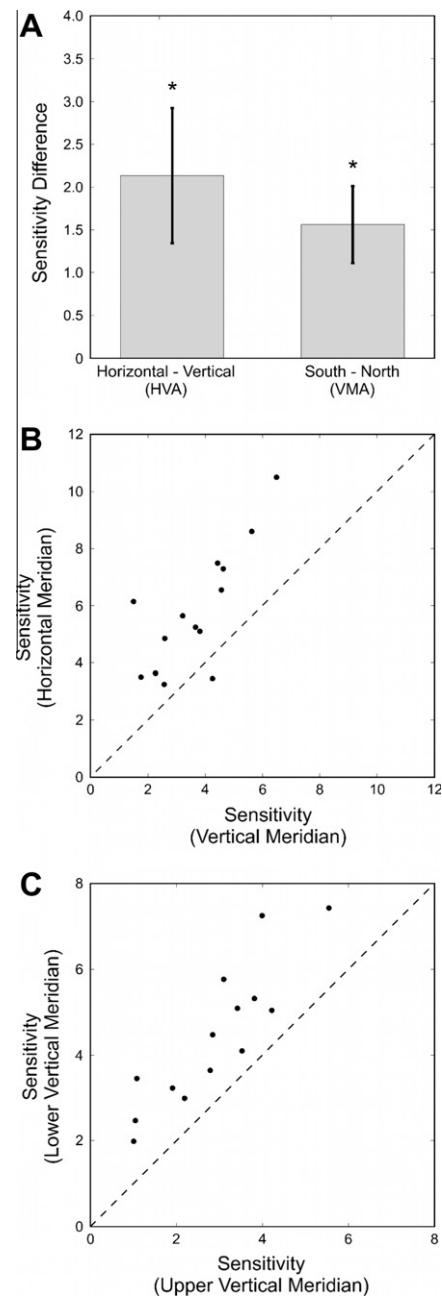 A
4.0
3.5
3.0
2.5
2.0
1.5
1.0
0.5
0
Sensitivity Difference
*
*
Horizontal - Vertical
(HVA)
South - North
(VMA)
B
12
10
8
6
4
2
0
Sensitivity
(Horizontal Meridian)
0 2 4 6 8 10 12
Sensitivity
(Vertical Meridian)
C
8
6
4
2
0
Sensitivity
(Lower Vertical Meridian)
0 2 4 6 8
Sensitivity
(Upper Vertical Meridian)